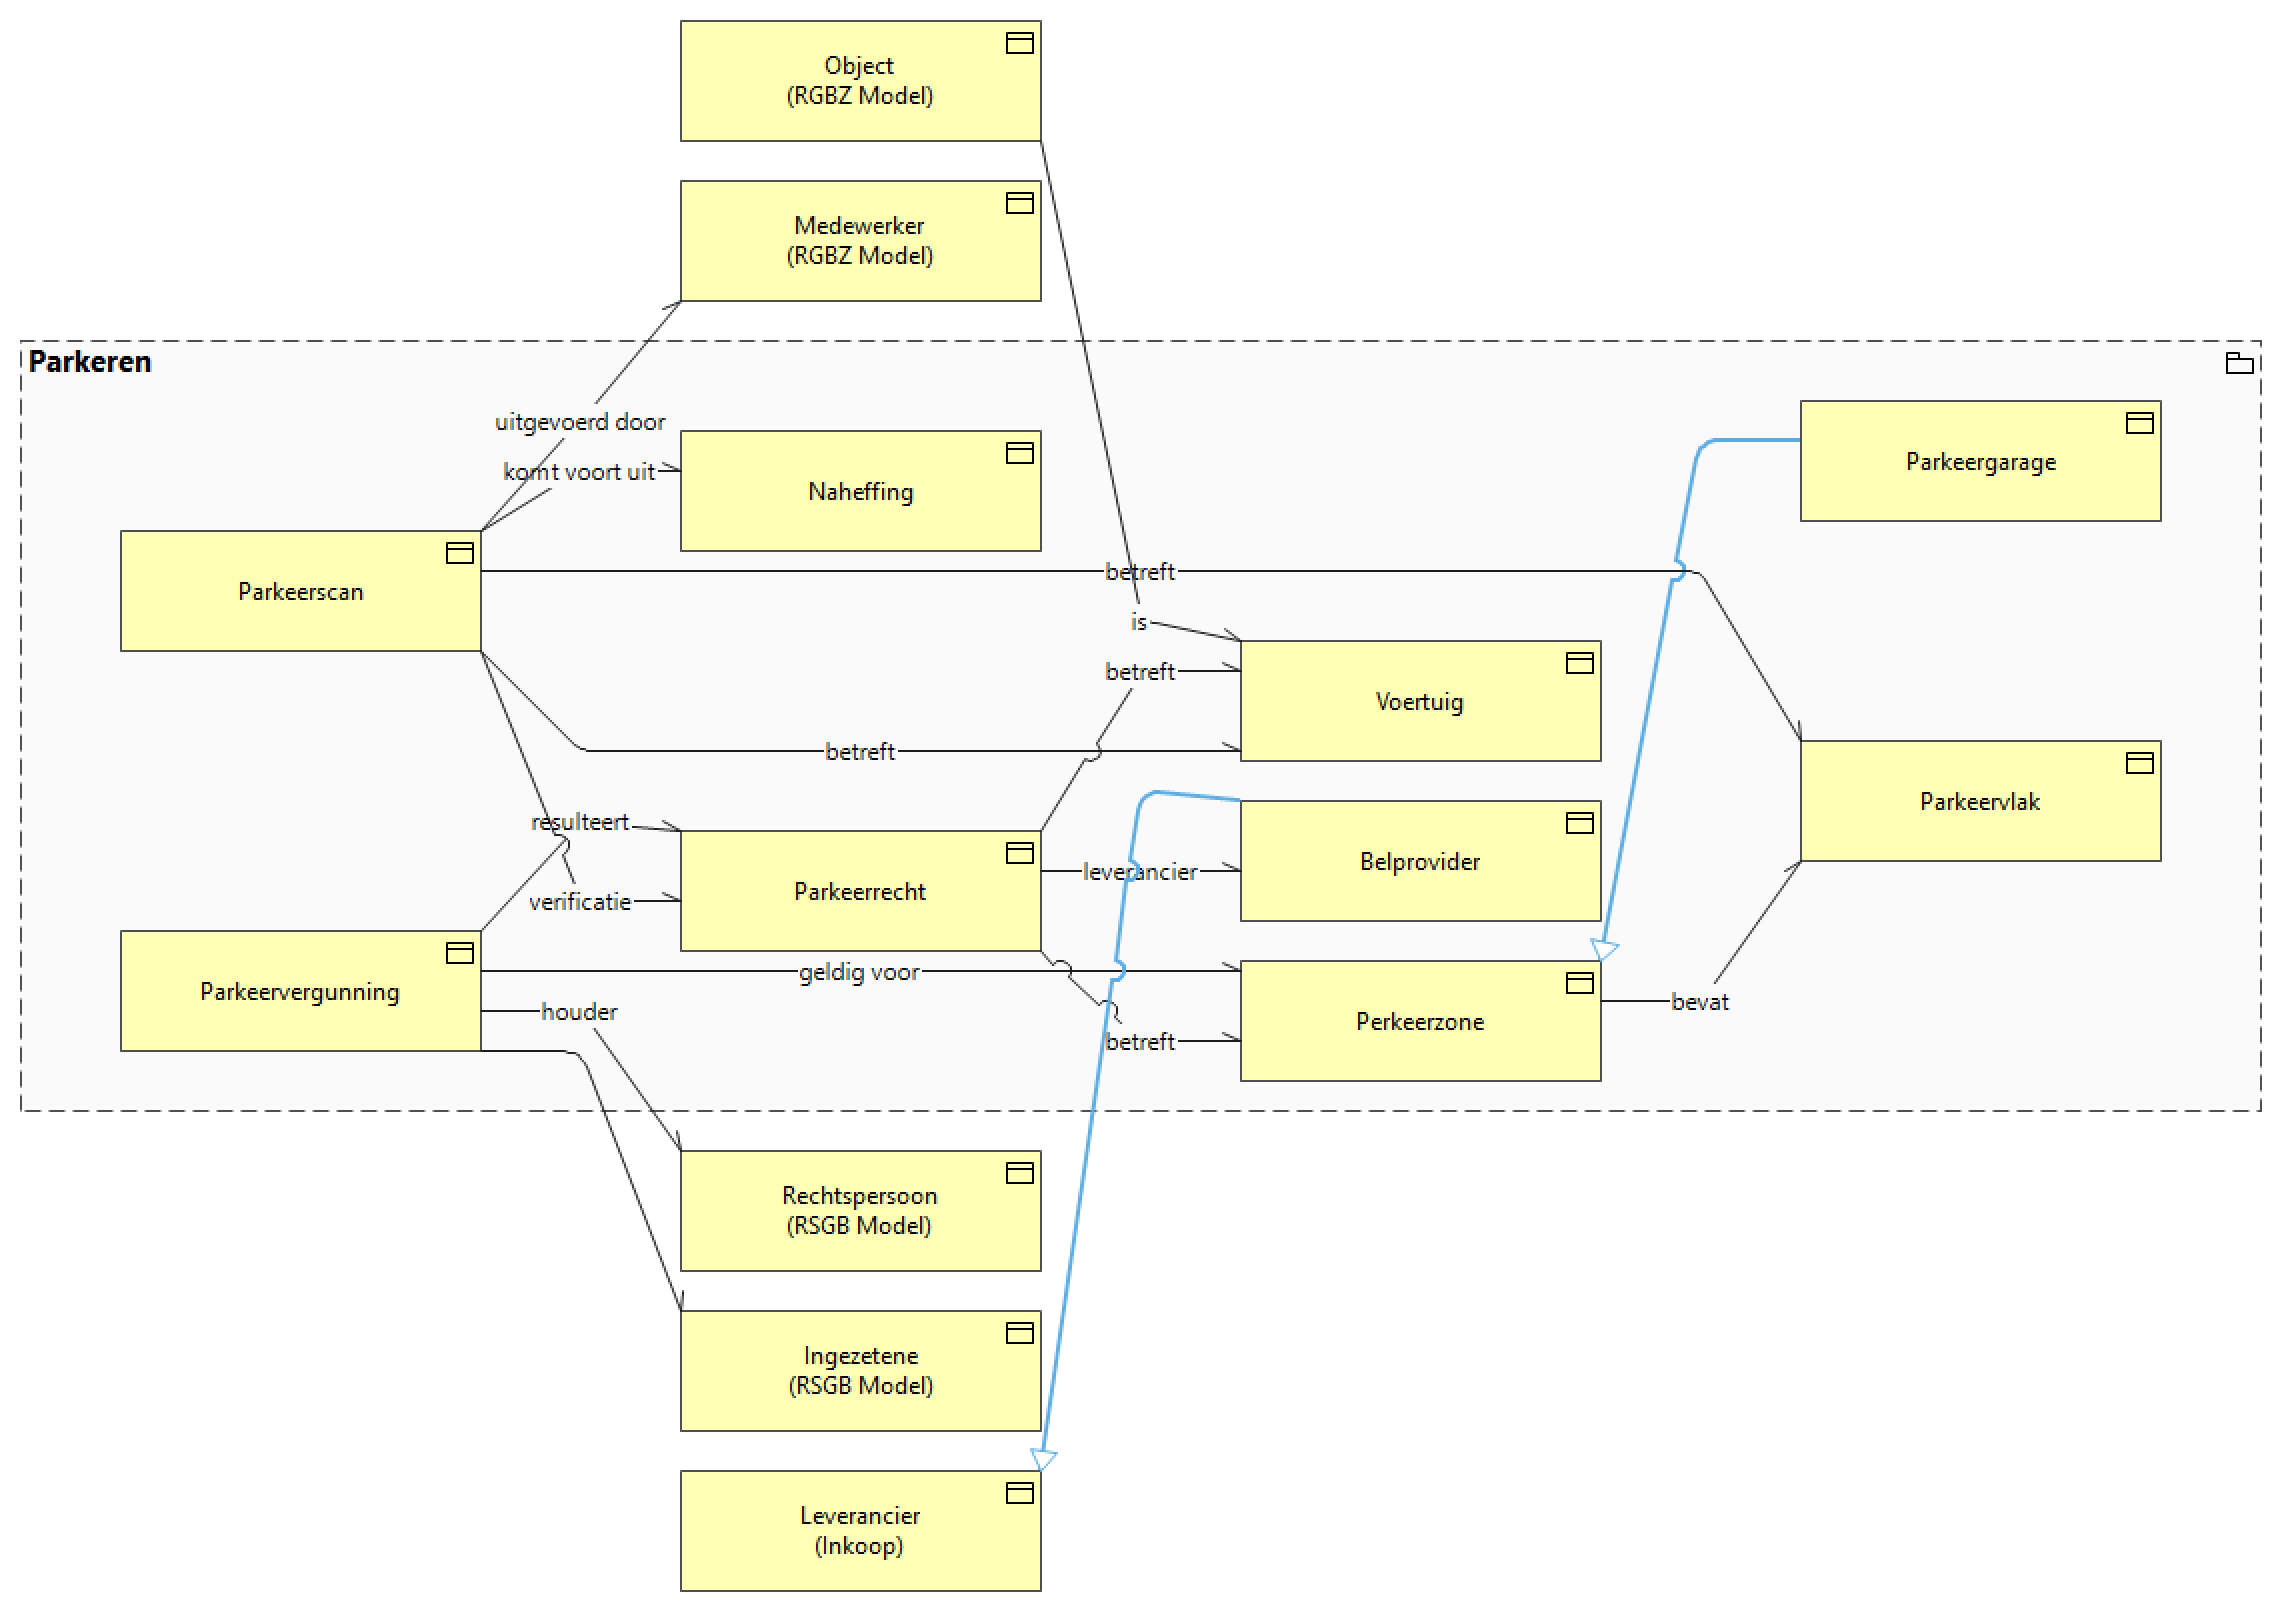 Object
(RGBZ Model)
Medewerker
(RGBZ Model)
Parkeren
uitgevoerd door
komt voort uit
Naheffing
Parkeergarage
Parkeerscan
betreft
is
betreft
Voertuig
betreft
Parkeervlak
resulteert
Parkeerrecht
leverancier
Belprovider
verificatie
Parkeervergunning
geldig voor
houder
betreft
Perkeerzone
bevat
Rechtspersoon
(RSGB Model)
Ingezetene
(RSGB Model)
Leverancier
(Inkoop)